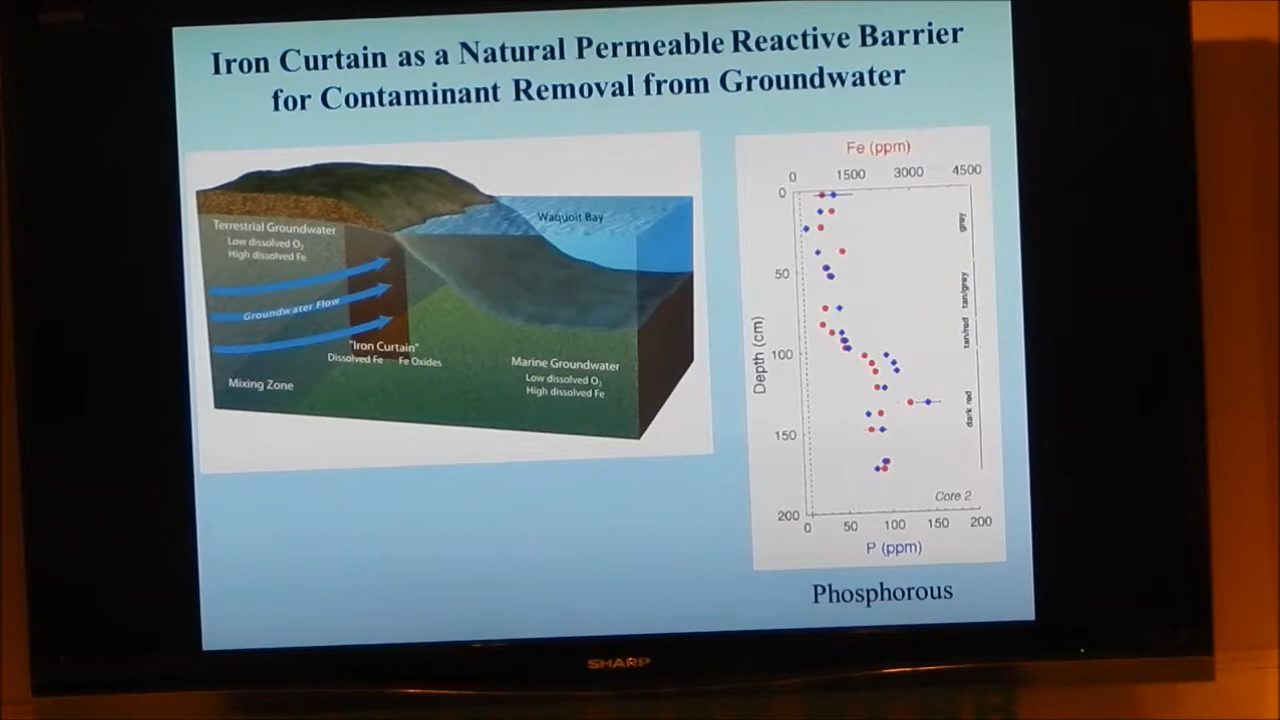 Iron Curtain as a Natural Permeable Reactive Barrier
for Contaminant Removal from Groundwater
Terrestrial Groundwater
Low dissolved O2
High dissolved Fe
Groundwater Flow
Mixing Zone
"Iron Curtain"
Dissolved Fe Fe Oxides
Waquoit Bay
Marine Groundwater
Low dissolved O2
High dissolved Fe
Fe (ppm)
0 1500 3000 4500
0
50
100
150
200
Depth (cm)
grey
tan/grey
tan/red
dark red
Core 2
0 50 100 150 200
P (ppm)
Phosphorous
SHARP